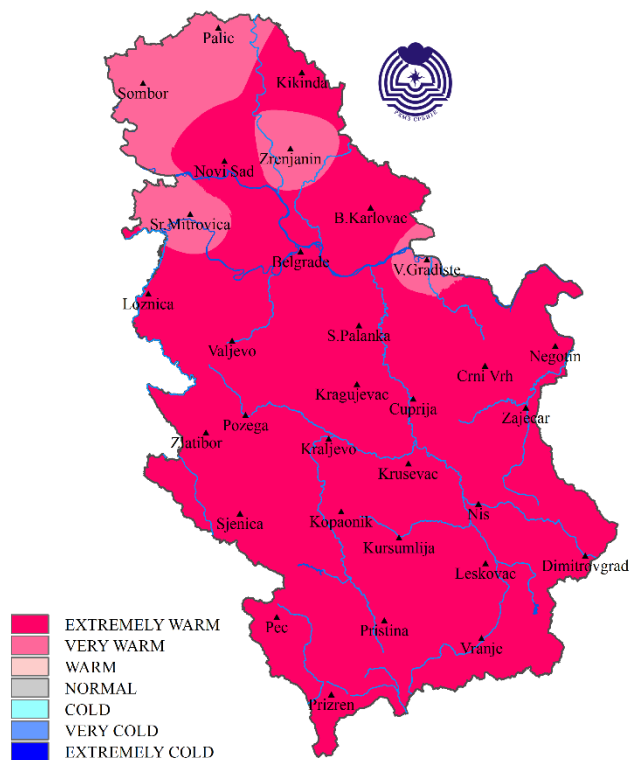 Palic
Kikinda
Sombor
Zrenjanin
Novi Sad
Sr.Mitrovica
B.Karlovac
Belgrade
V.Gradiste
Loznica
S.Palanka
Valjevo
Negotin
Crni Vrh
Kragujevac
Cuprija
Zajecar
Pozega
Zlatibor
Kraljevo
Krusevac
Nis
Sjenica
Kopaonik
Kursumlija
Dimitrovgrad
Leskovac
Pec
Pristina
Vranje
Prizren
EXTREMELY WARM
VERY WARM
WARM
NORMAL
COLD
VERY COLD
EXTREMELY COLD